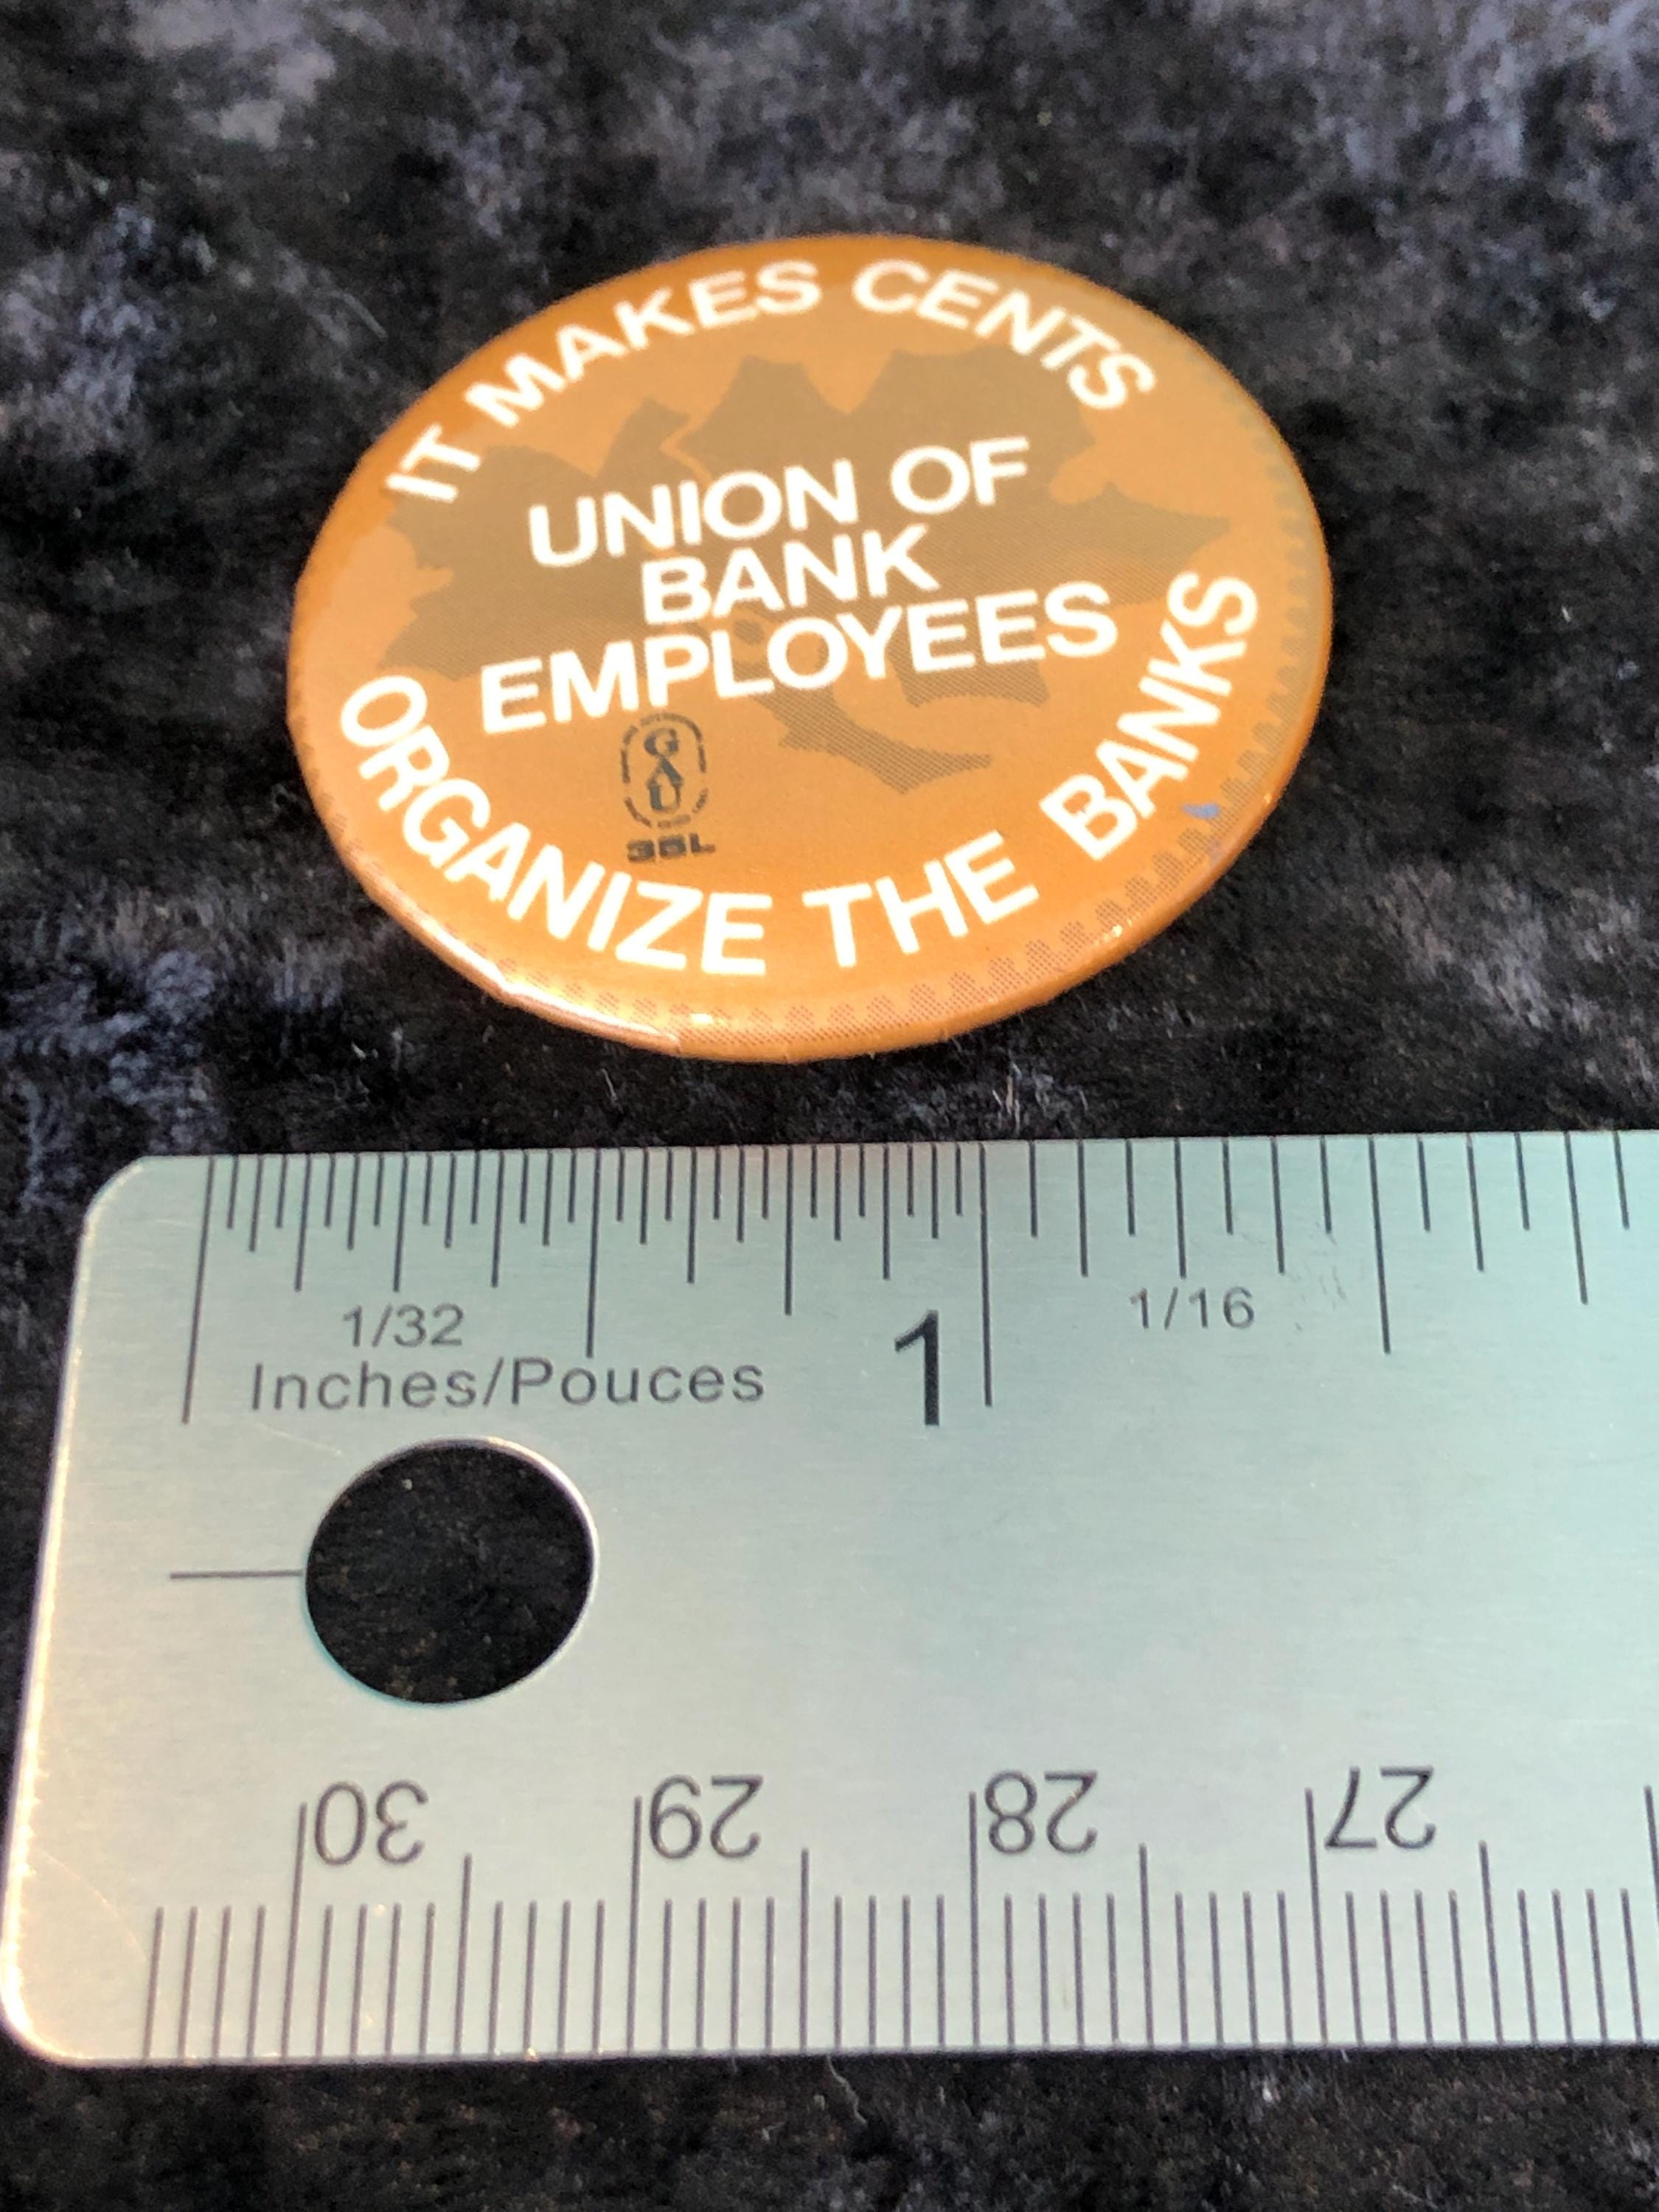 IT MAKES CENTS
UNION OF
BANK
EMPLOYEES
GAU
ORGANIZE THE BANKS
1/32
1
1/16
Inches/Pouces
30 29 28 27